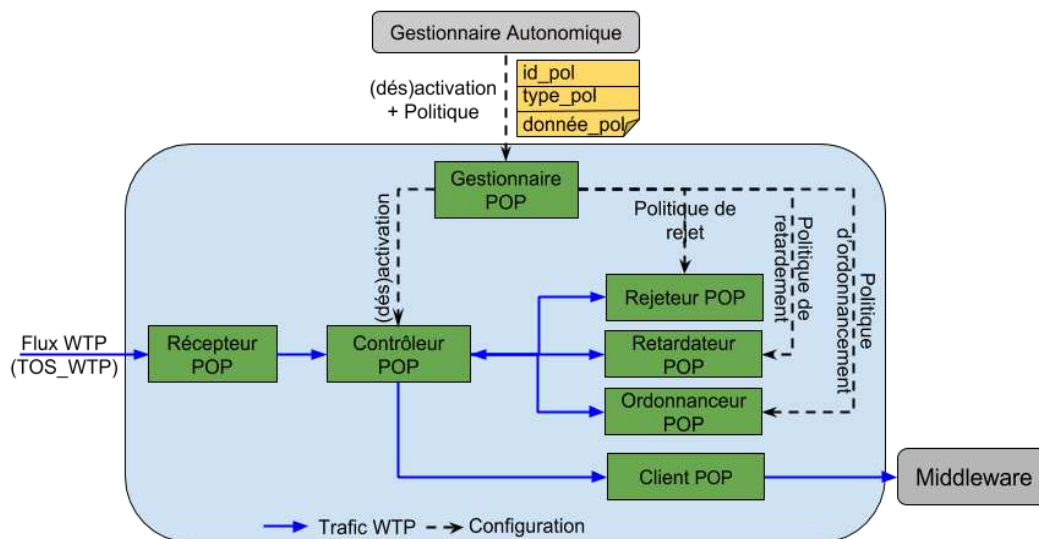 Gestionnaire Autonomique
(dés)activation
+ Politique
id_pol
type_pol
donnée_pol
Gestionnaire
POP
(dés)activation
Politique de
rejet
Politique de
retardement
Politique
d'ordonnancement
Rejeteur POP
Flux WTP
(TOS_WTP)
Récepteur
POP
Contrôleur
POP
Retardateur
POP
Ordonnanceur
POP
Client POP
Middleware
Trafic WTP
Configuration